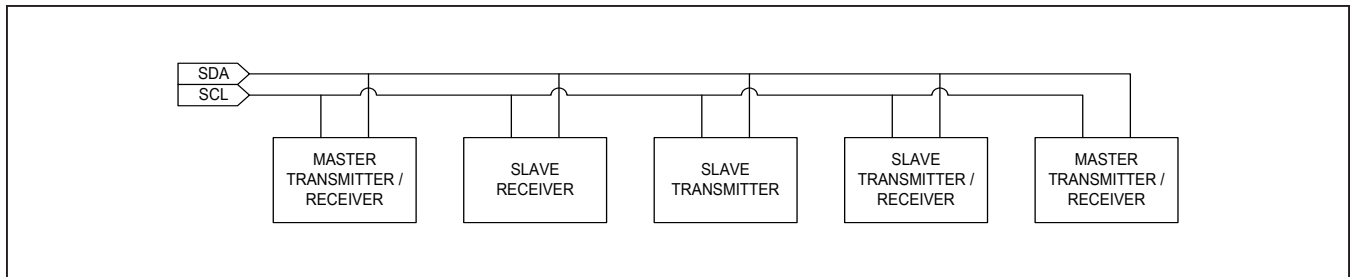 SDA
SCL
MASTER
TRANSMITTER /
RECEIVER
SLAVE
RECEIVER
SLAVE
TRANSMITTER
SLAVE
TRANSMITTER /
RECEIVER
MASTER
TRANSMITTER /
RECEIVER